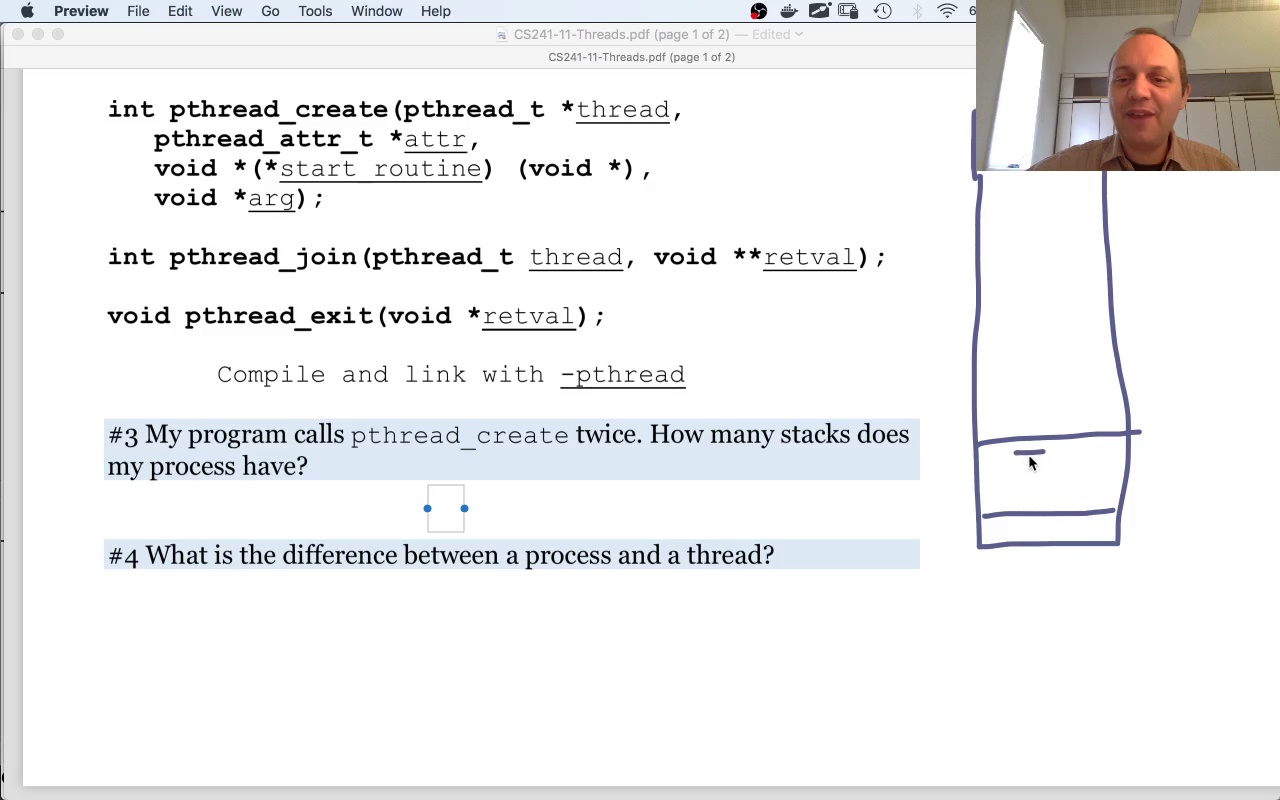 Preview File Edit View Go Tools Window Help 6
CS241-11-Threads.pdf (page 1 of 2) — Edited
CS241-11-Threads.pdf (page 1 of 2)
int pthread_create(pthread_t *thread,
pthread_attr_t *attr,
void *(*start_routine) (void *),
void *arg);
int pthread_join(pthread_t thread, void **retval);
void pthread_exit(void *retval);
Compile and link with -pthread
#3 My program calls pthread_create twice. How many stacks does
my process have?
#4 What is the difference between a process and a thread?